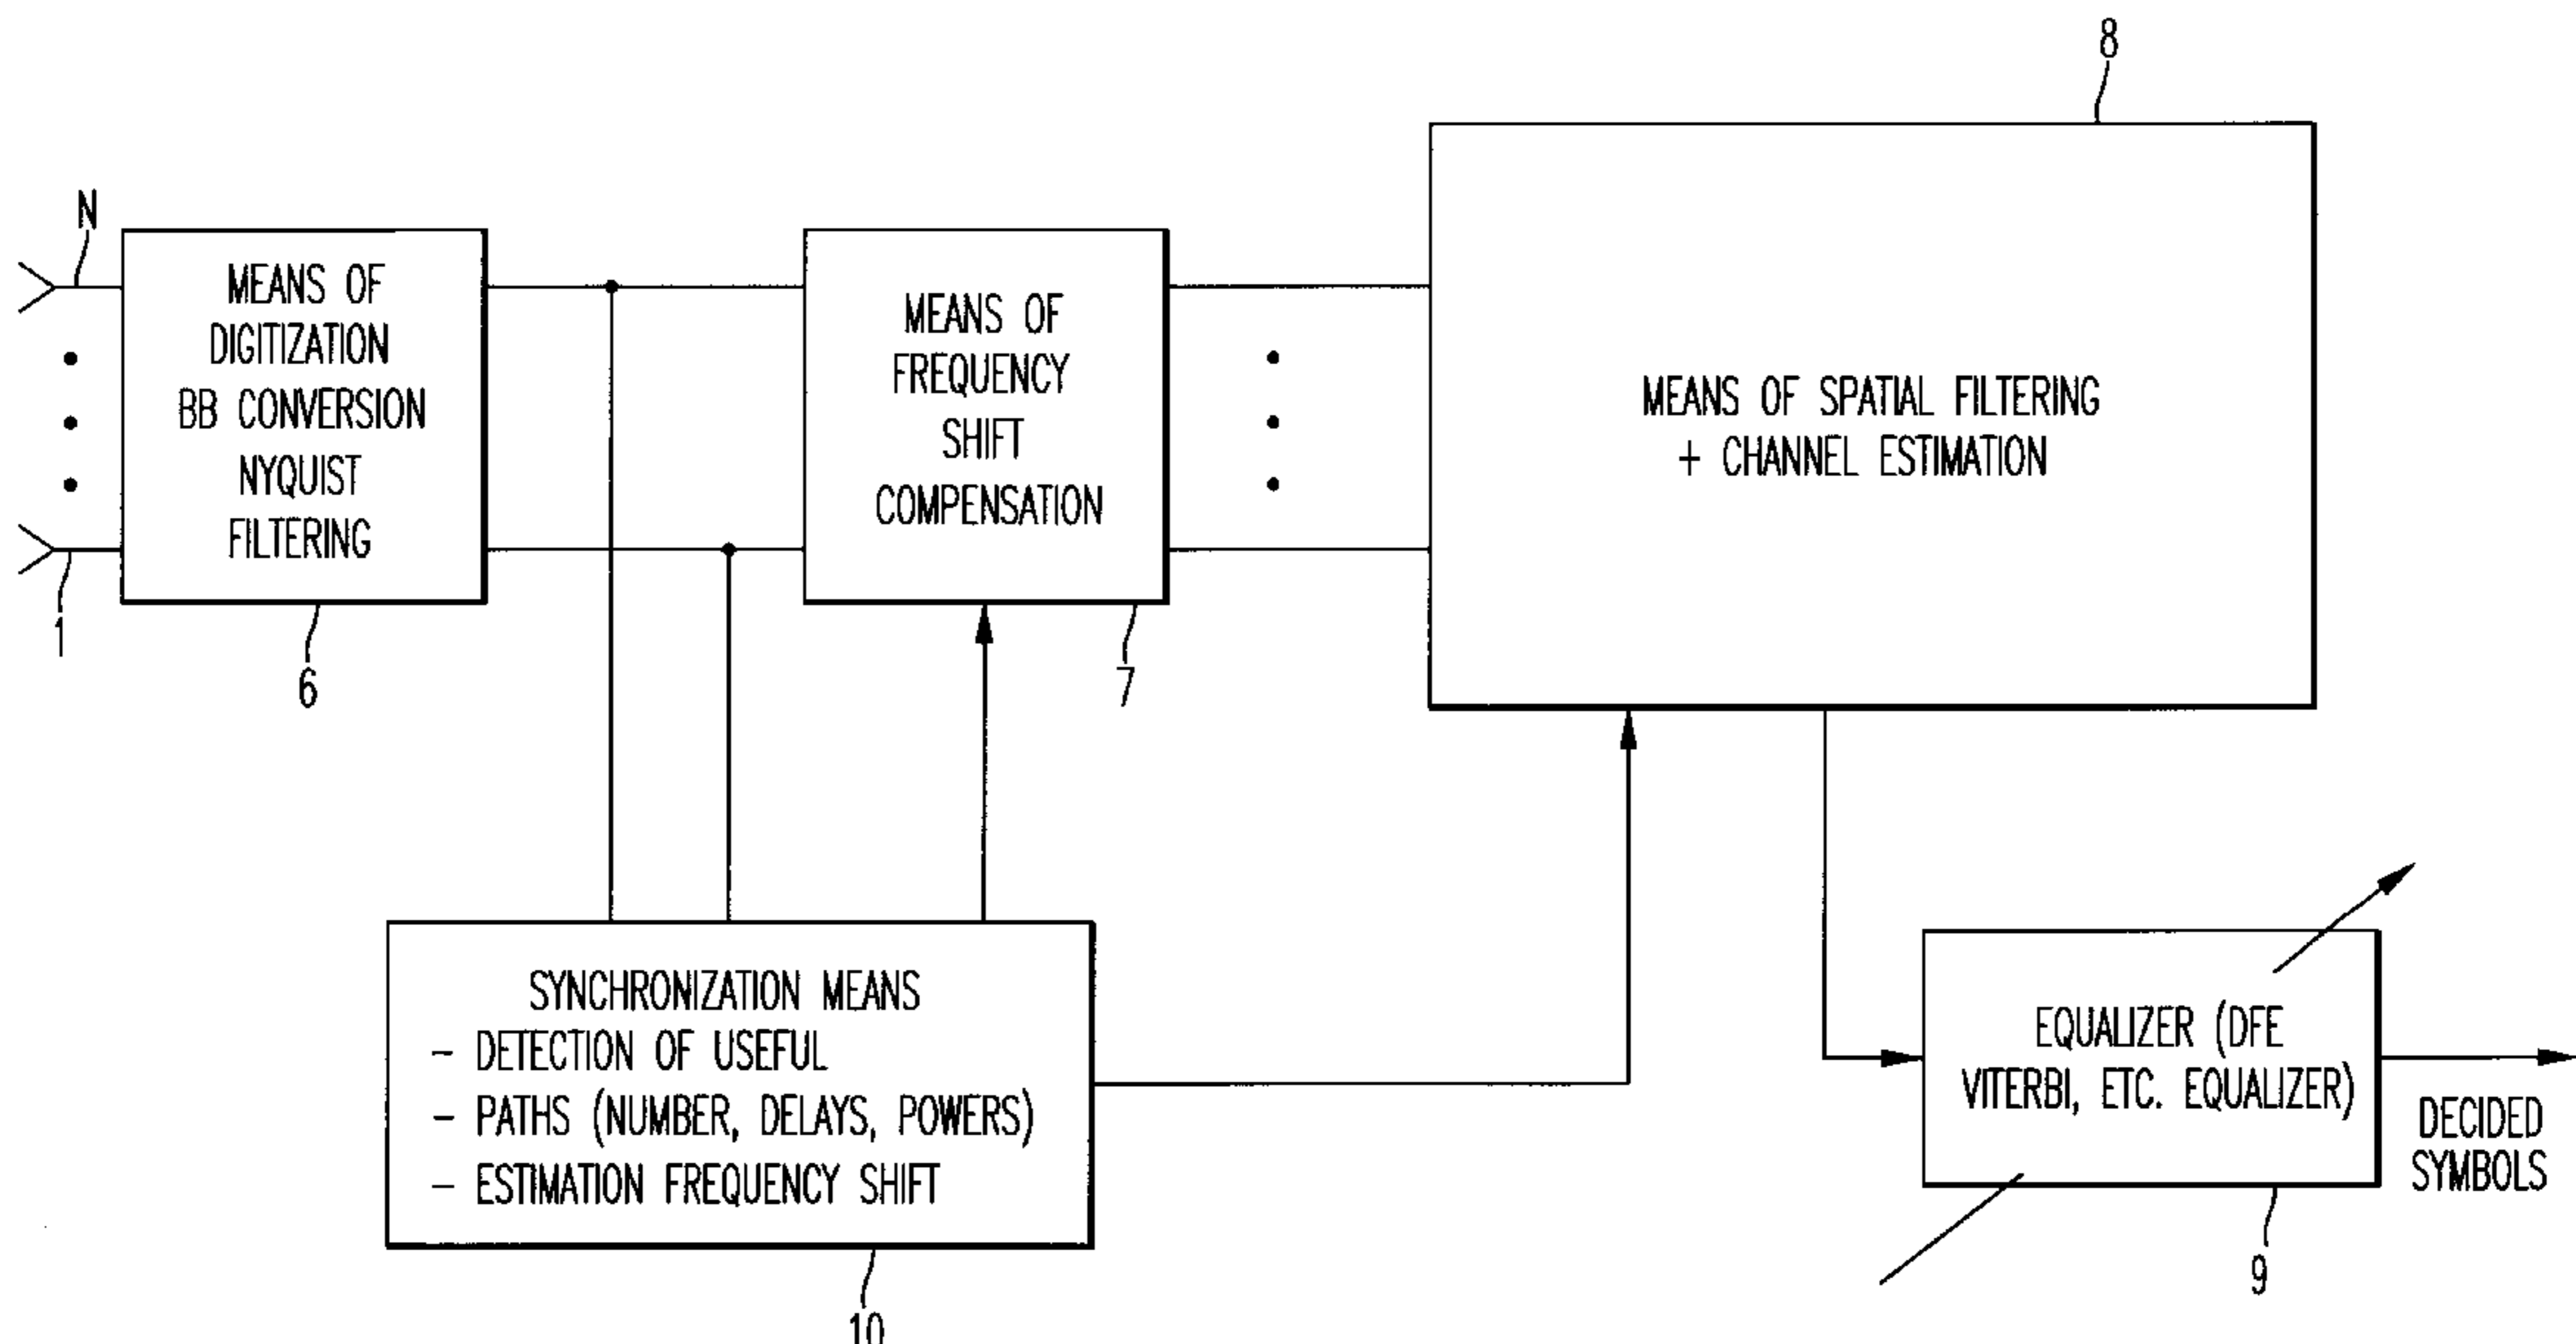 8
N
MEANS OF
DIGITIZATION
BB CONVERSION
NYQUIST
FILTERING
MEANS OF
FREQUENCY
SHIFT
COMPENSATION
MEANS OF SPATIAL FILTERING
+ CHANNEL ESTIMATION
1
6
7
SYNCHRONIZATION MEANS
- DETECTION OF USEFUL
- PATHS (NUMBER, DELAYS, POWERS)
- ESTIMATION FREQUENCY SHIFT
EQUALIZER (DFE
VITERBI, ETC. EQUALIZER)
DECIDED
SYMBOLS
9
10